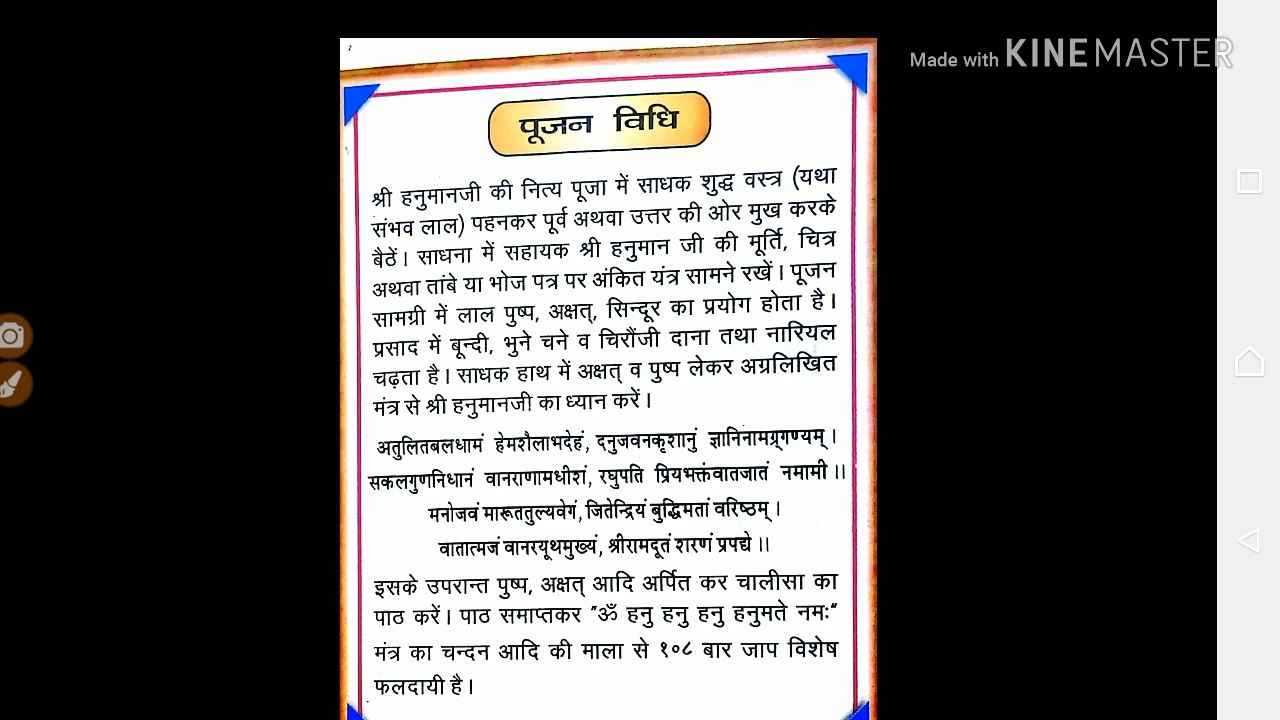 Made with KINEMASTER
पूजन विधि
श्री हनुमानजी की नित्य पूजा में साधक शुद्ध वस्त्र (यथा
संभव लाल) पहनकर पूर्व अथवा उत्तर की ओर मुख करके
बैठें। साधना में सहायक श्री हनुमान जी की मूर्ति, चित्र
अथवा तांबे या भोज पत्र पर अंकित यंत्र सामने रखें। पूजन
सामग्री में लाल पुष्प, अक्षत्, सिन्दूर का प्रयोग होता है।
प्रसाद में बून्दी, भुने चने व चिरौंजी दाना तथा नारियल
चढ़ता है। साधक हाथ में अक्षत् व पुष्प लेकर अग्रलिखित
मंत्र से श्री हनुमानजी का ध्यान करें।
अतुलितबलधामं हेमशैलाभदेहं, दनुजवनकृशानुं ज्ञानिनामग्रगण्यम्।
सकलगुणनिधानं वानराणामधीशं, रघुपति प्रियभक्तंवातजातं नमामी।।
मनोजवं मारूततुल्यवेगं, जितेन्द्रियं बुद्धिमतां वरिष्ठम्।
वातात्मजं वानरयूथमुख्यं, श्रीरामदूतं शरणं प्रपद्ये।।
इसके उपरान्त पुष्प, अक्षत् आदि अर्पित कर चालीसा का
पाठ करें। पाठ समाप्तकर "ॐ हनु हनु हनु हनुमते नमः"
मंत्र का चन्दन आदि की माला से १०८ बार जाप विशेष
फलदायी है।